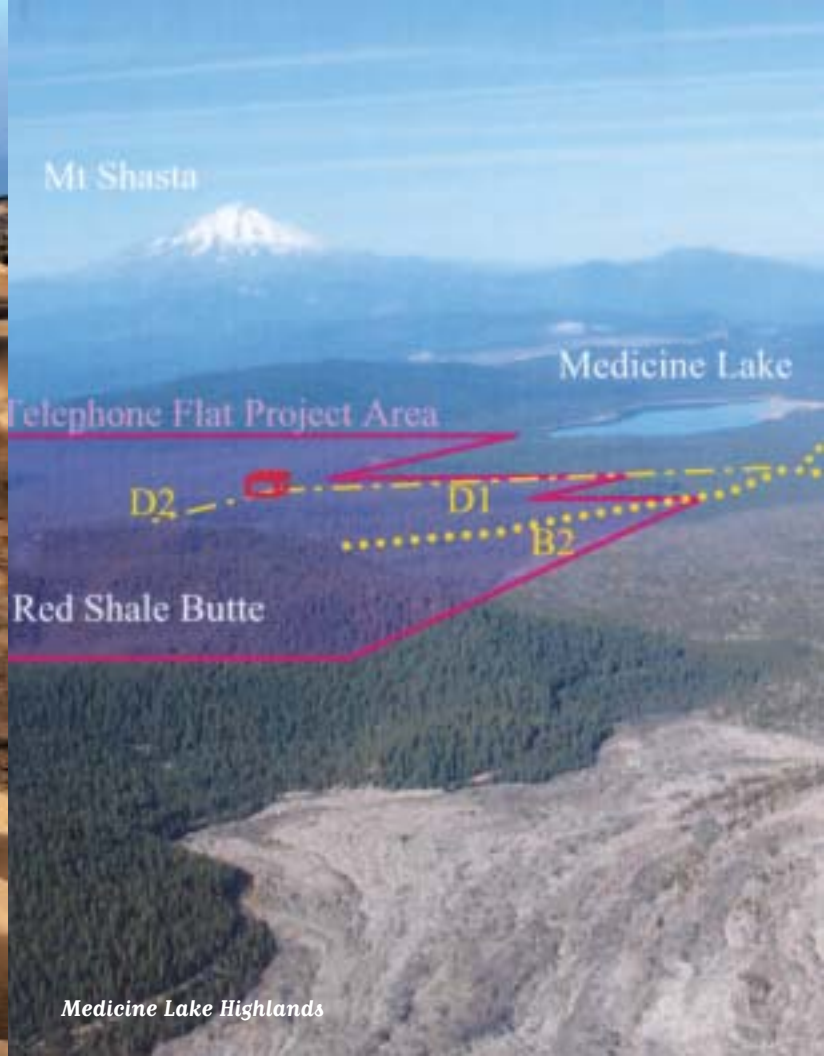 Mt Shasta
Medicine Lake
Telephone Flat Project Area
D2
D1
B2
Red Shale Butte
Medicine Lake Highlands